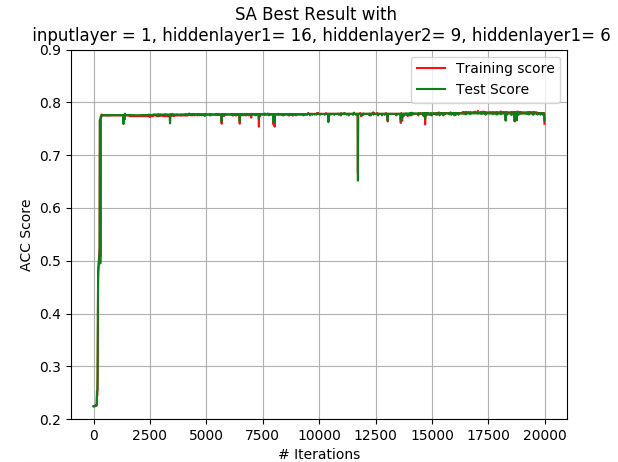 SA Best Result with
inputlayer = 1, hiddenlayer1= 16, hiddenlayer2= 9, hiddenlayer1= 6
Training score
Test Score
ACC Score
0.9
0.8
0.7
0.6
0.5
0.4
0.3
0.2
0 2500 5000 7500 10000 12500 15000 17500 20000
# Iterations